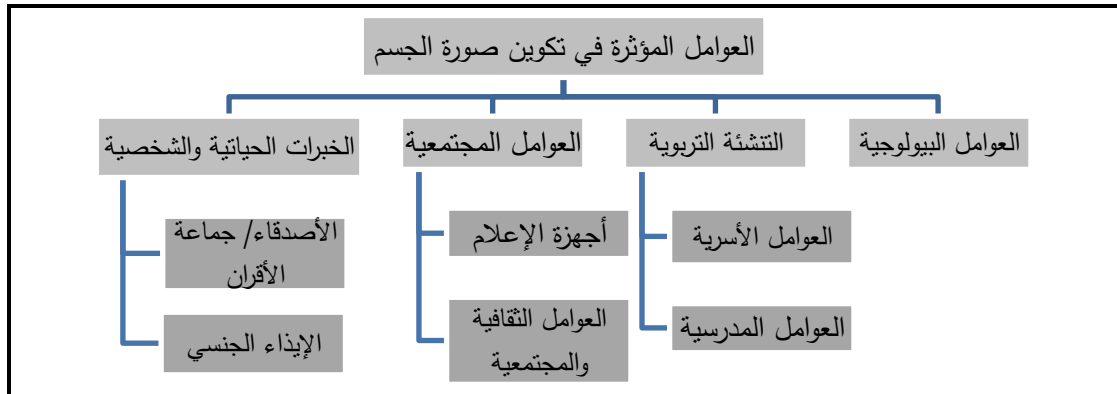 العوامل المؤثرة في تكوين صورة الجسم
العوامل البيولوجية
التنشئة التربوية
العوامل المجتمعية
الخبرات الحياتية والشخصية
العوامل الأسرية
العوامل المدرسية
أجهزة الإعلام
العوامل الثقافية
والمجتمعية
الأصدقاء/ جماعة
الأقران
الإيذاء الجنسي